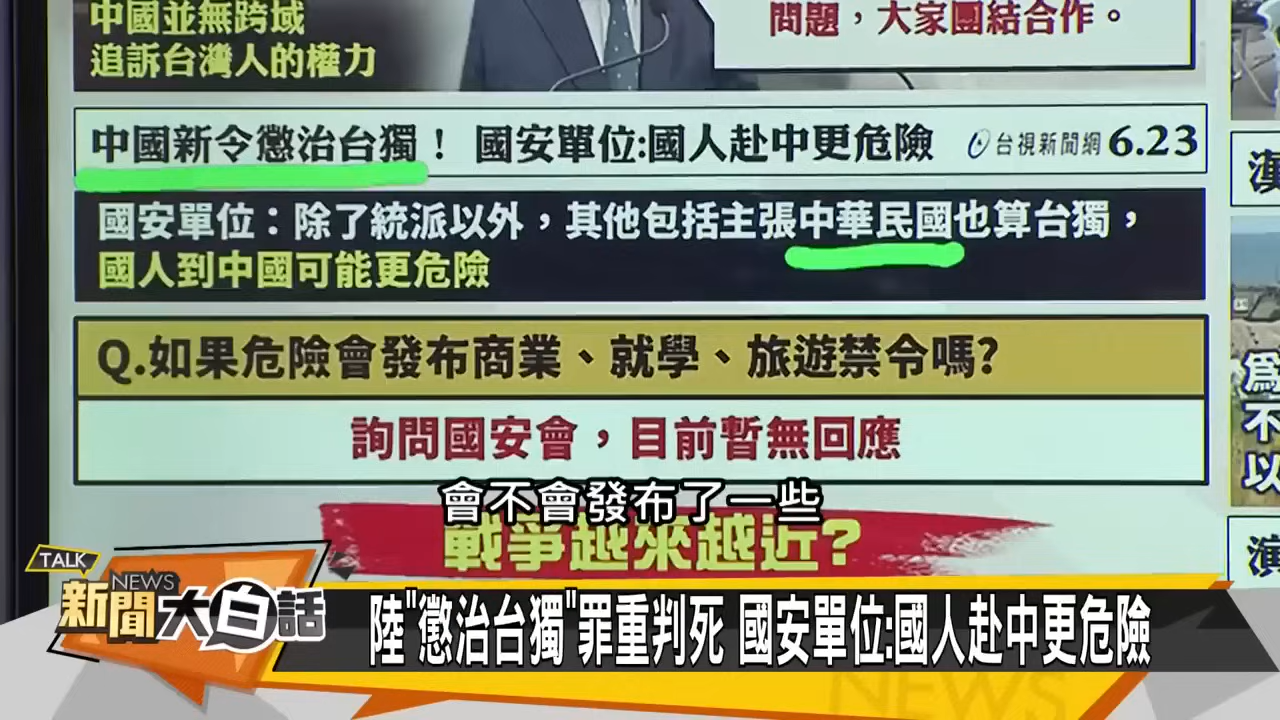 中國並無跨域
追訴台灣人的權力
問題，大家團結合作。
中國新令懲治台獨！ 國安單位:國人赴中更危險 台視新聞網 6.23
國安單位：除了統派以外，其他包括主張中華民國也算台獨，
國人到中國可能更危險
Q.如果危險會發布商業、就學、旅遊禁令嗎?
詢問國安會，目前暫無回應
會不會發布了一些
戰爭越來越近?
為
不
以
演
TALK
NEWS
新聞大白話
陸"懲治台獨"罪重判死 國安單位:國人赴中更危險
NEWS